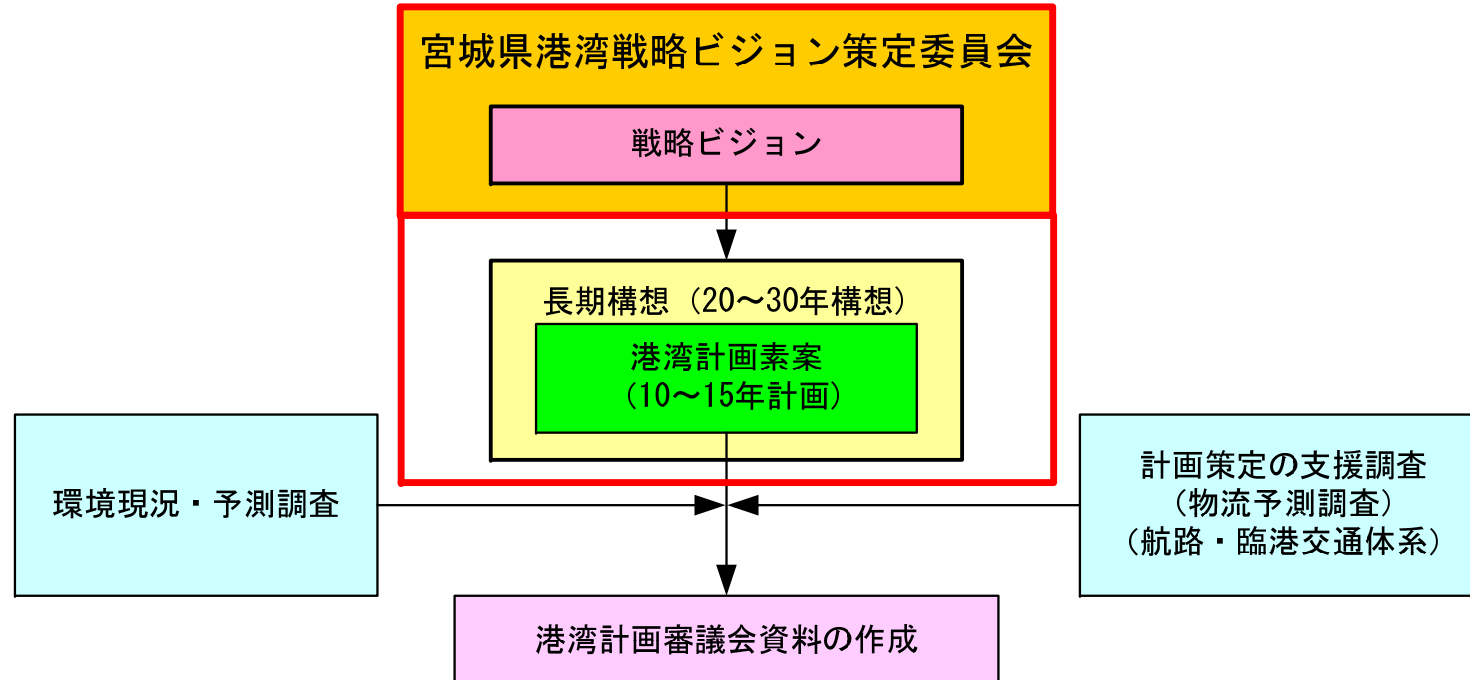 宮城県港湾戦略ビジョン策定委員会
戦略ビジョン
長期構想（20～30年構想）
港湾計画素案
（10～15年計画）
環境現況・予測調査
計画策定の支援調査
（物流予測調査）
（航路・臨港交通体系）
港湾計画審議会資料の作成